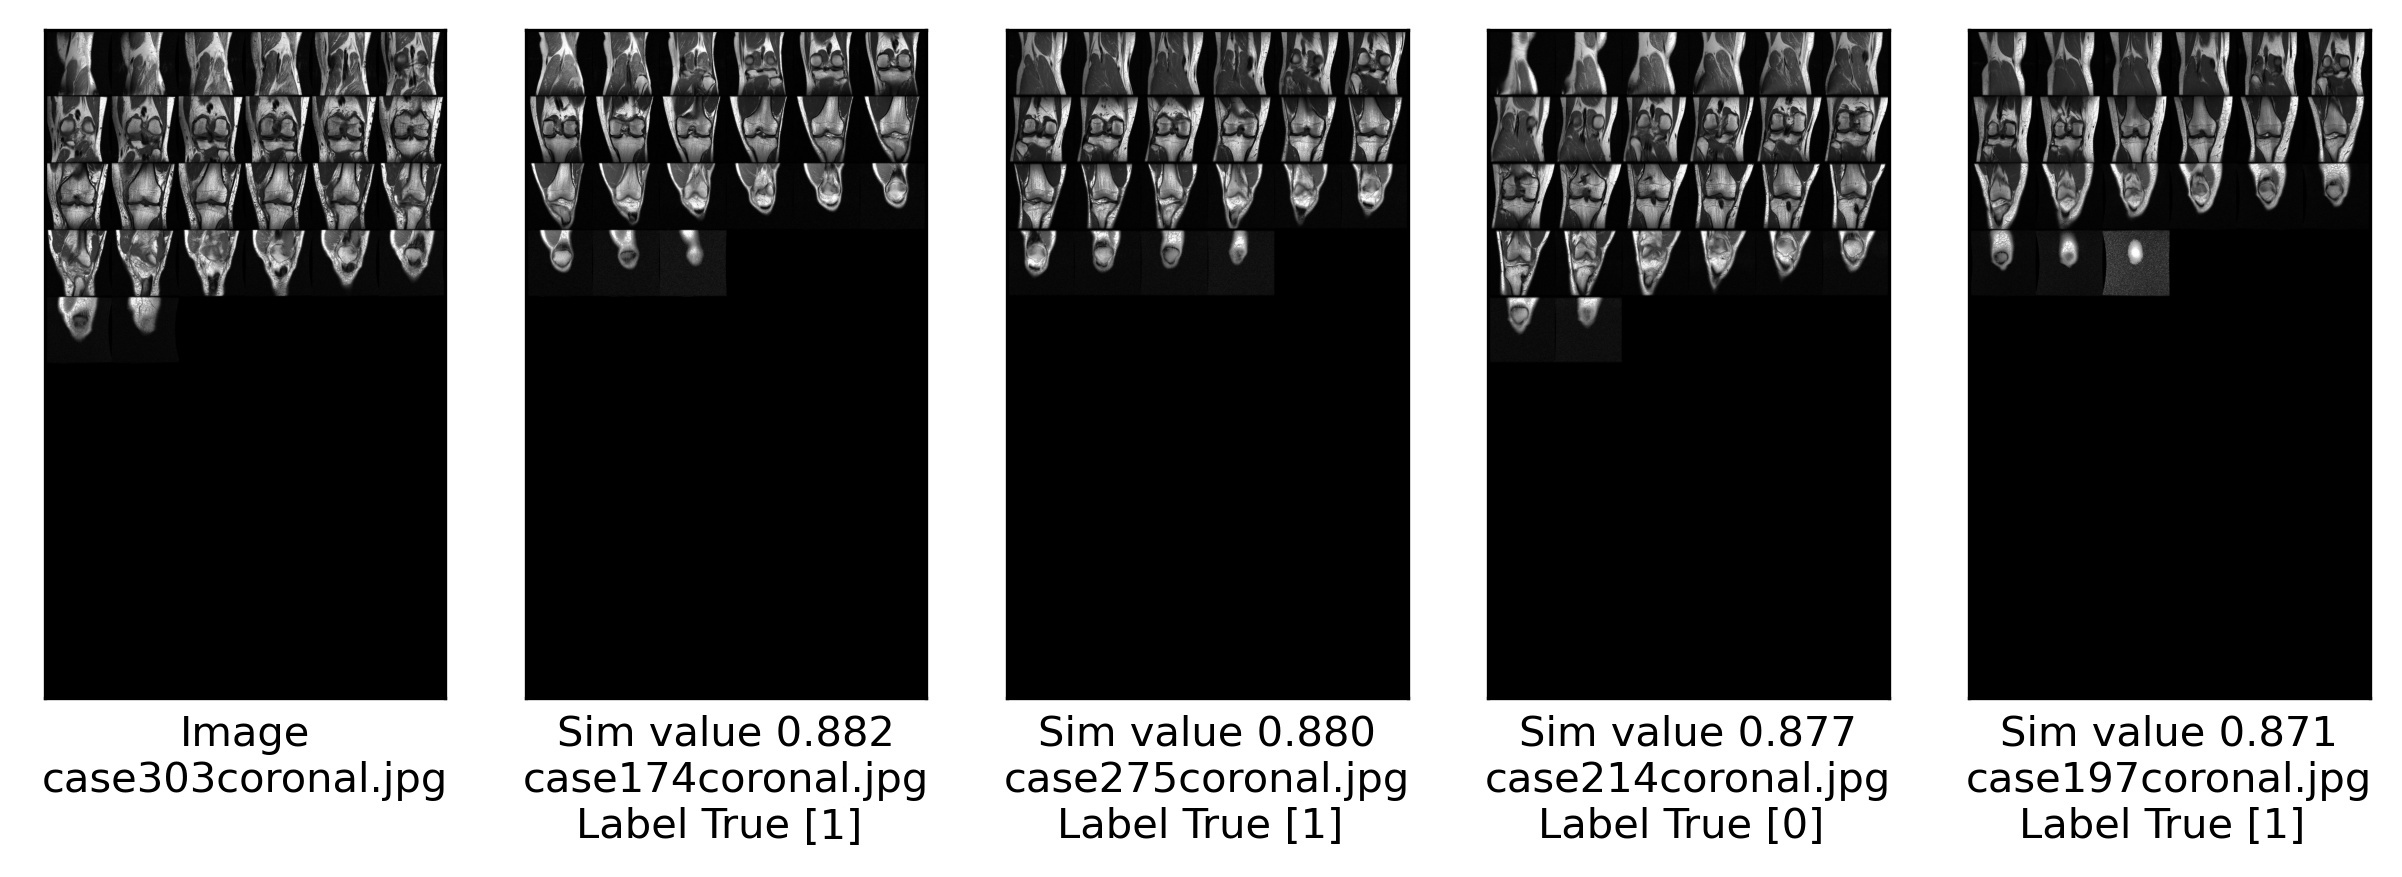 Image
case303coronal.jpg
Sim value 0.882
case174coronal.jpg
Label True [1]
Sim value 0.880
case275coronal.jpg
Label True [1]
Sim value 0.877
case214coronal.jpg
Label True [0]
Sim value 0.871
case197coronal.jpg
Label True [1]